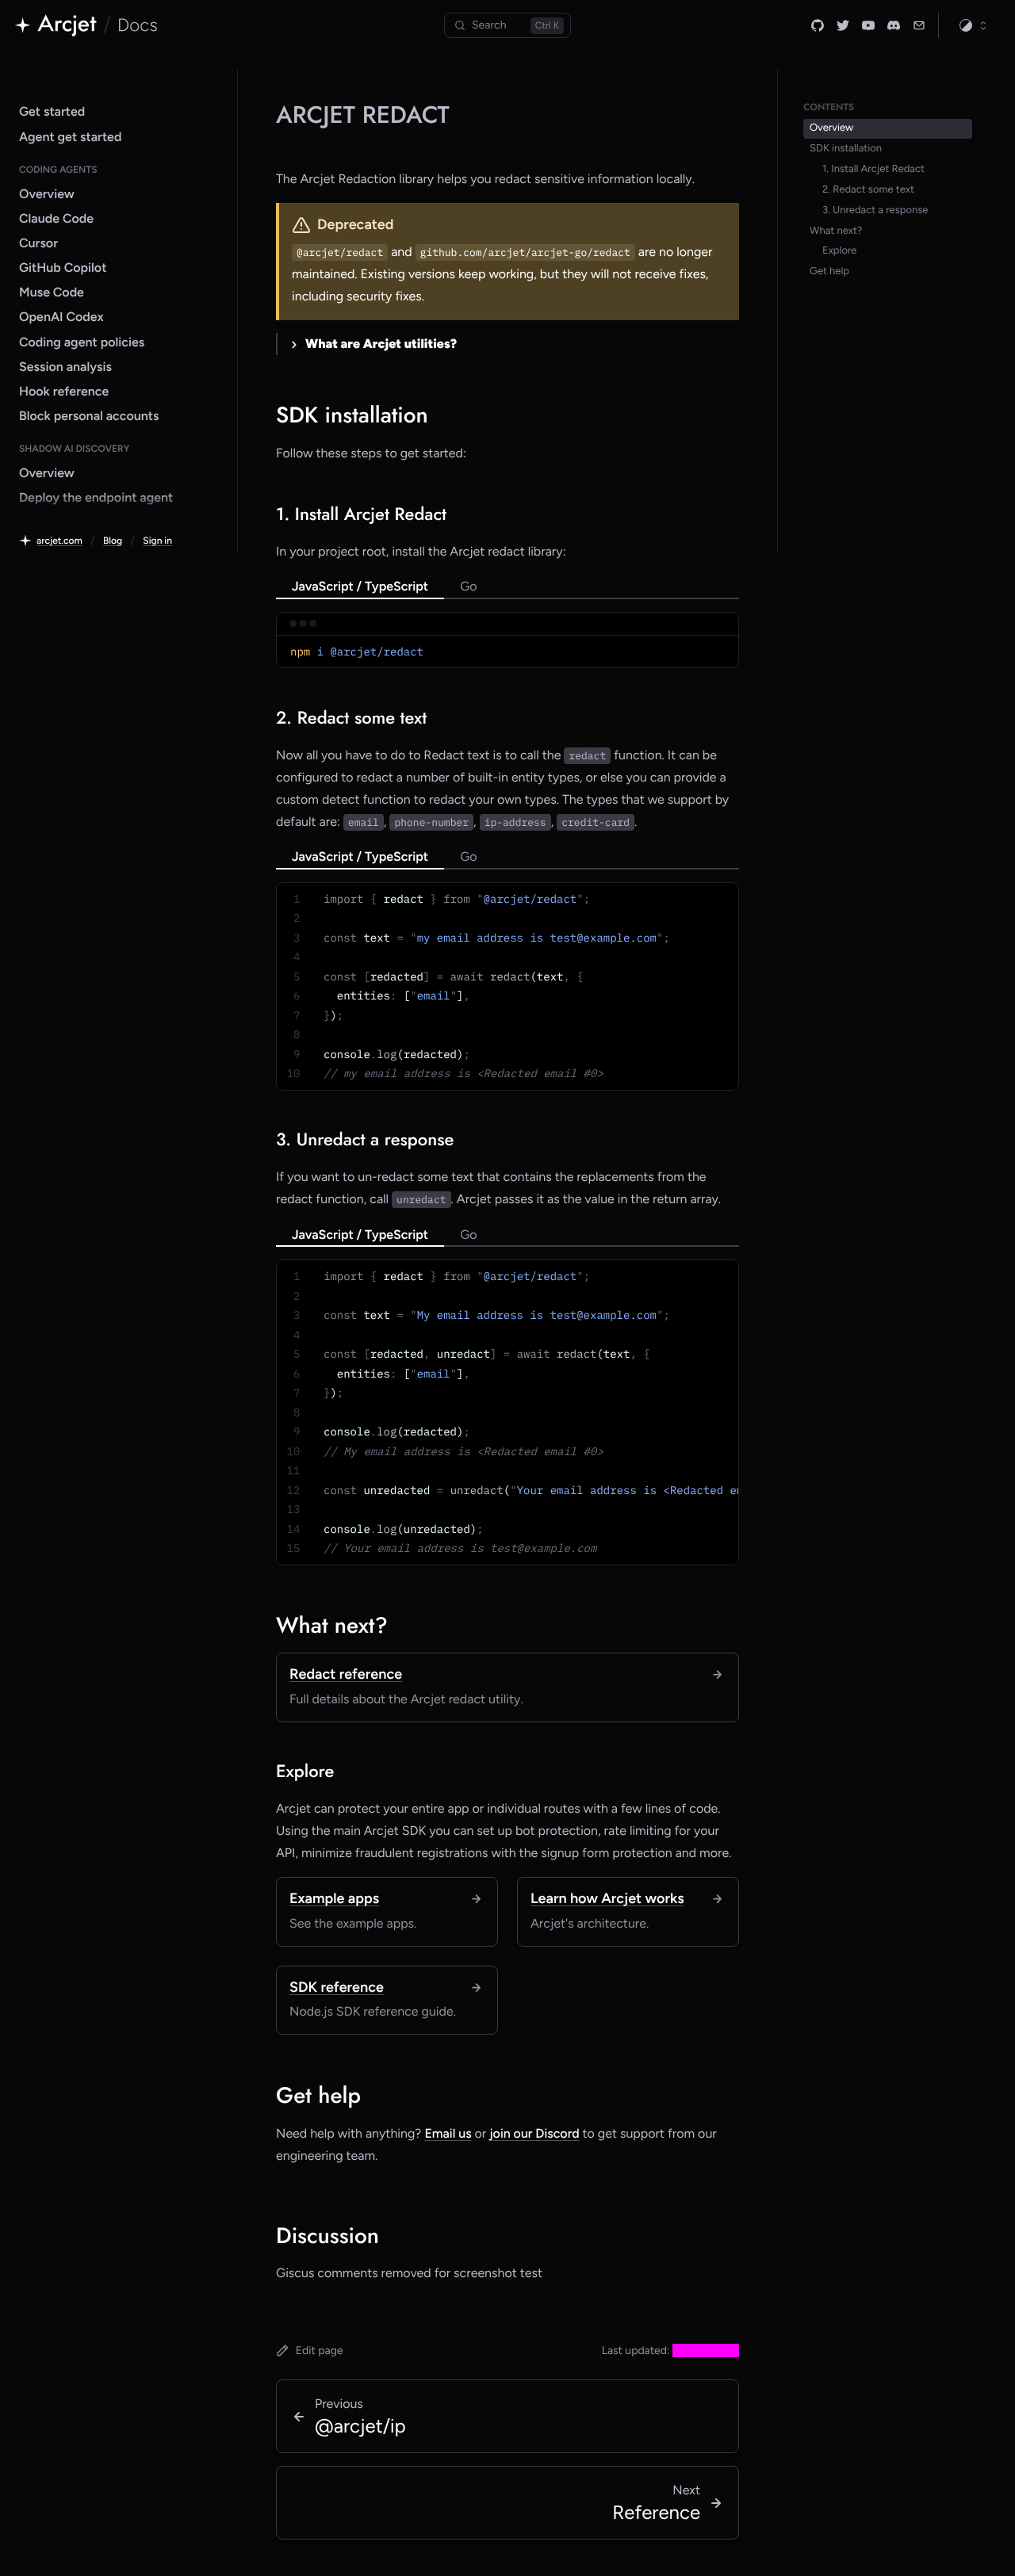 Arcjet / Docs
Search
Ctrl K
Get started
Agent get started
CODING AGENTS
Overview
Claude Code
Cursor
GitHub Copilot
Muse Code
OpenAI Codex
Coding agent policies
Session analysis
Hook reference
Block personal accounts
SHADOW AI DISCOVERY
Overview
Deploy the endpoint agent
arcjet.com / Blog / Sign in
ARCJET REDACT
The Arcjet Redaction library helps you redact sensitive information locally.
Deprecated
@arcjet/redact and github.com/arcjet/arcjet-go/redact are no longer
maintained. Existing versions keep working, but they will not receive fixes,
including security fixes.
What are Arcjet utilities?
SDK installation
Follow these steps to get started:
1. Install Arcjet Redact
In your project root, install the Arcjet redact library:
JavaScript / TypeScript Go
npm i @arcjet/redact
2. Redact some text
Now all you have to do to Redact text is to call the redact function. It can be
configured to redact a number of built-in entity types, or else you can provide a
custom detect function to redact your own types. The types that we support by
default are: email, phone-number, ip-address, credit-card.
JavaScript / TypeScript Go
1 import { redact } from "@arcjet/redact";
2
3 const text = "my email address is test@example.com";
4
5 const [redacted] = await redact(text, {
6 entities: ["email"],
7 });
8
9 console.log(redacted);
10 // my email address is <Redacted email #0>
3. Unredact a response
If you want to un-redact some text that contains the replacements from the
redact function, call unredact. Arcjet passes it as the value in the return array.
JavaScript / TypeScript Go
1 import { redact } from "@arcjet/redact";
2
3 const text = "My email address is test@example.com";
4
5 const [redacted, unredact] = await redact(text, {
6 entities: ["email"],
7 });
8
9 console.log(redacted);
10 // My email address is <Redacted email #0>
11
12 const unredacted = unredact("Your email address is <Redacted em
13
14 console.log(unredacted);
15 // Your email address is test@example.com
What next?
Redact reference
Full details about the Arcjet redact utility.
Explore
Arcjet can protect your entire app or individual routes with a few lines of code.
Using the main Arcjet SDK you can set up bot protection, rate limiting for your
API, minimize fraudulent registrations with the signup form protection and more.
Example apps
See the example apps.
Learn how Arcjet works
Arcjet's architecture.
SDK reference
Node.js SDK reference guide.
Get help
Need help with anything? Email us or join our Discord to get support from our
engineering team.
Discussion
Giscus comments removed for screenshot test
Edit page
Last updated:
Previous
@arcjet/ip
Next
Reference
CONTENTS
Overview
SDK installation
1. Install Arcjet Redact
2. Redact some text
3. Unredact a response
What next?
Explore
Get help